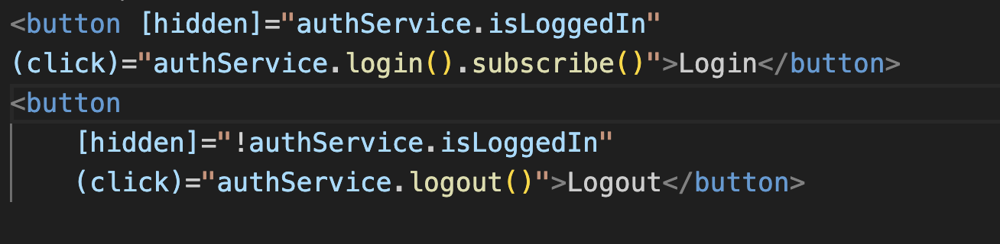 <button [hidden]="authService.isLoggedIn"
(click)="authService.login().subscribe()">Login</button>
<button
    [hidden]="!authService.isLoggedIn"
    (click)="authService.logout()">Logout</button>